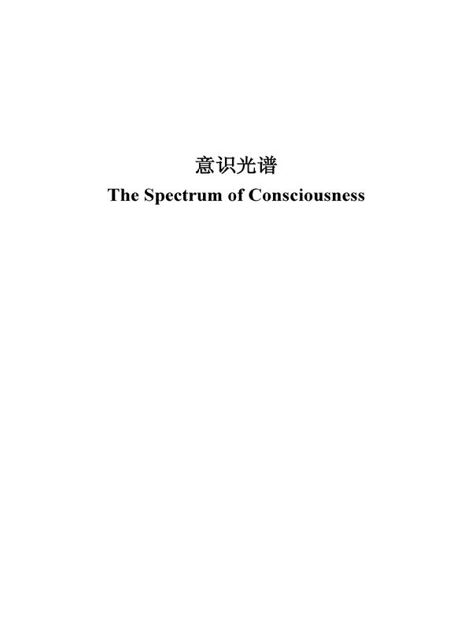 意识光谱
The Spectrum of Consciousness